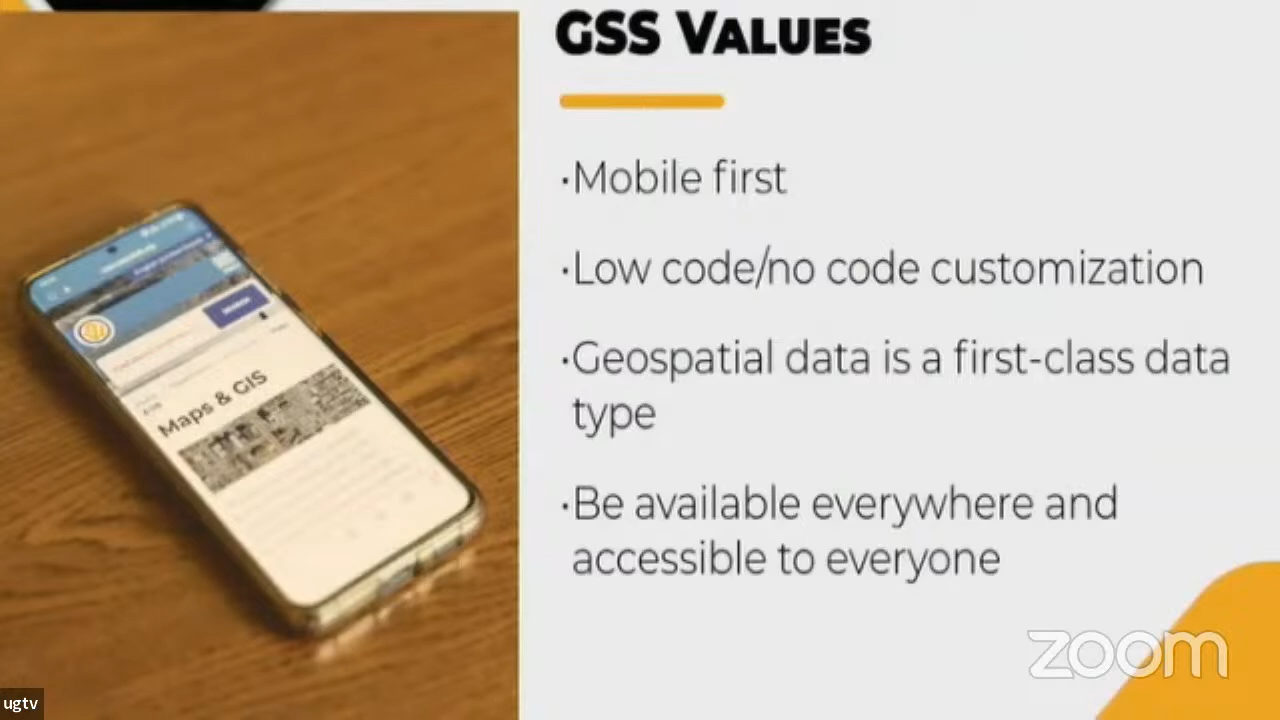 GSS VALUES
·Mobile first
·Low code/no code customization
·Geospatial data is a first-class data
type
·Be available everywhere and
accessible to everyone
Maps & GIS
zoom
ugtv